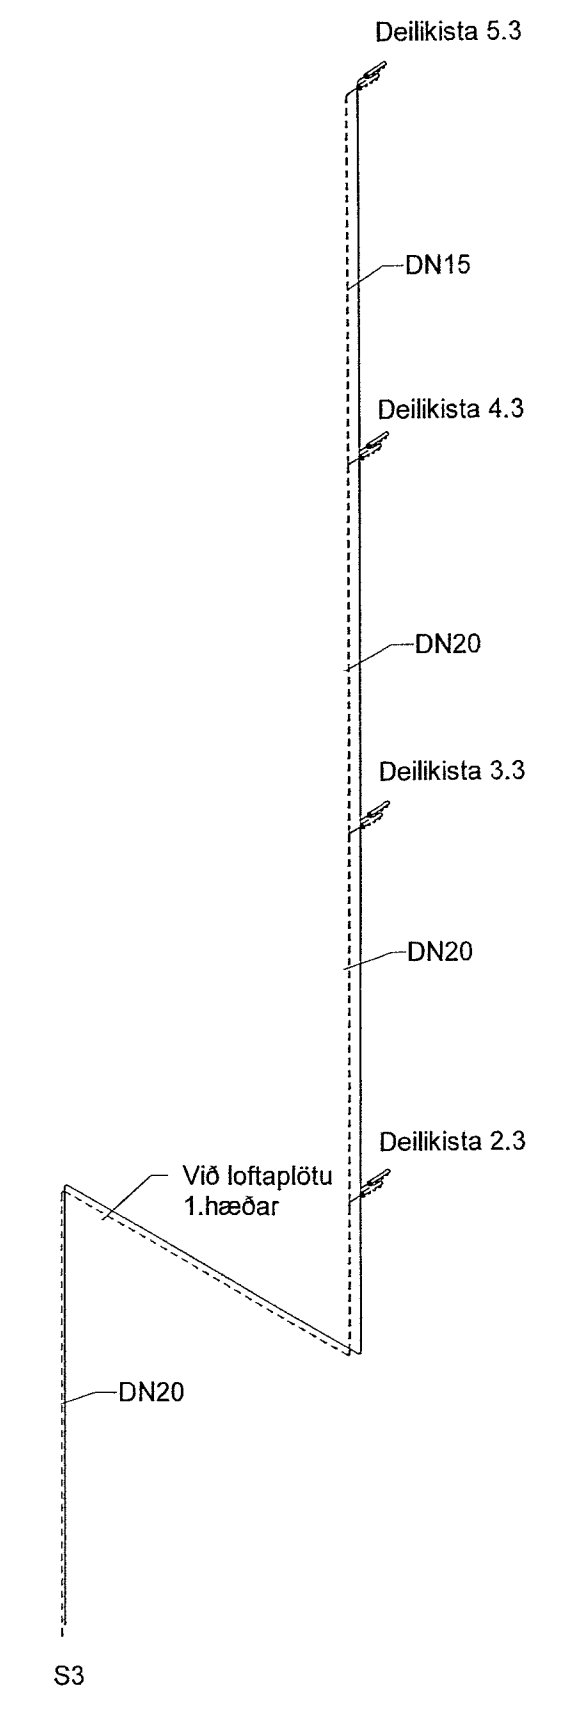 Deilikista 5.3
DN15
Deilikista 4.3
DN20
Deilikista 3.3
DN20
Deilikista 2.3
Við loftaplötu
1.hæðar
DN20
S3